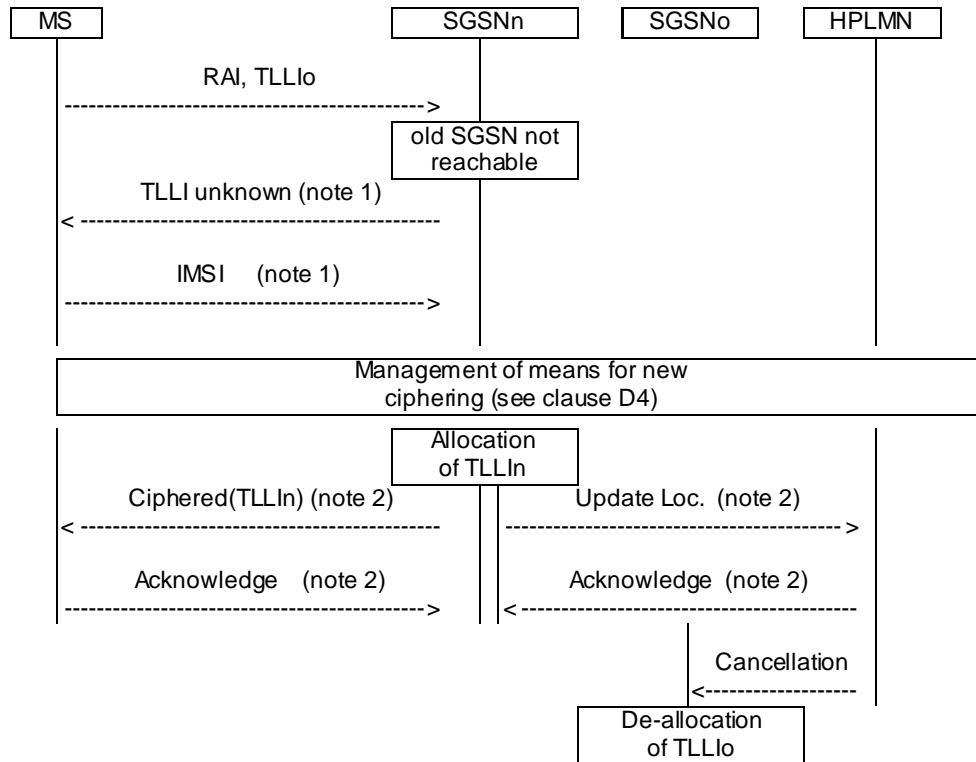 MS SGSNn SGSNo HPLMN
RAI, TLLIo
old SGSN not
reachable
TLLI unknown (note 1)
IMSI (note 1)
Management of means for new
ciphering (see clause D4)
Allocation
of TLLIn
Ciphered(TLLIn) (note 2) Update Loc. (note 2)
Acknowledge (note 2) Acknowledge (note 2)
Cancellation
De-allocation
of TLLIo